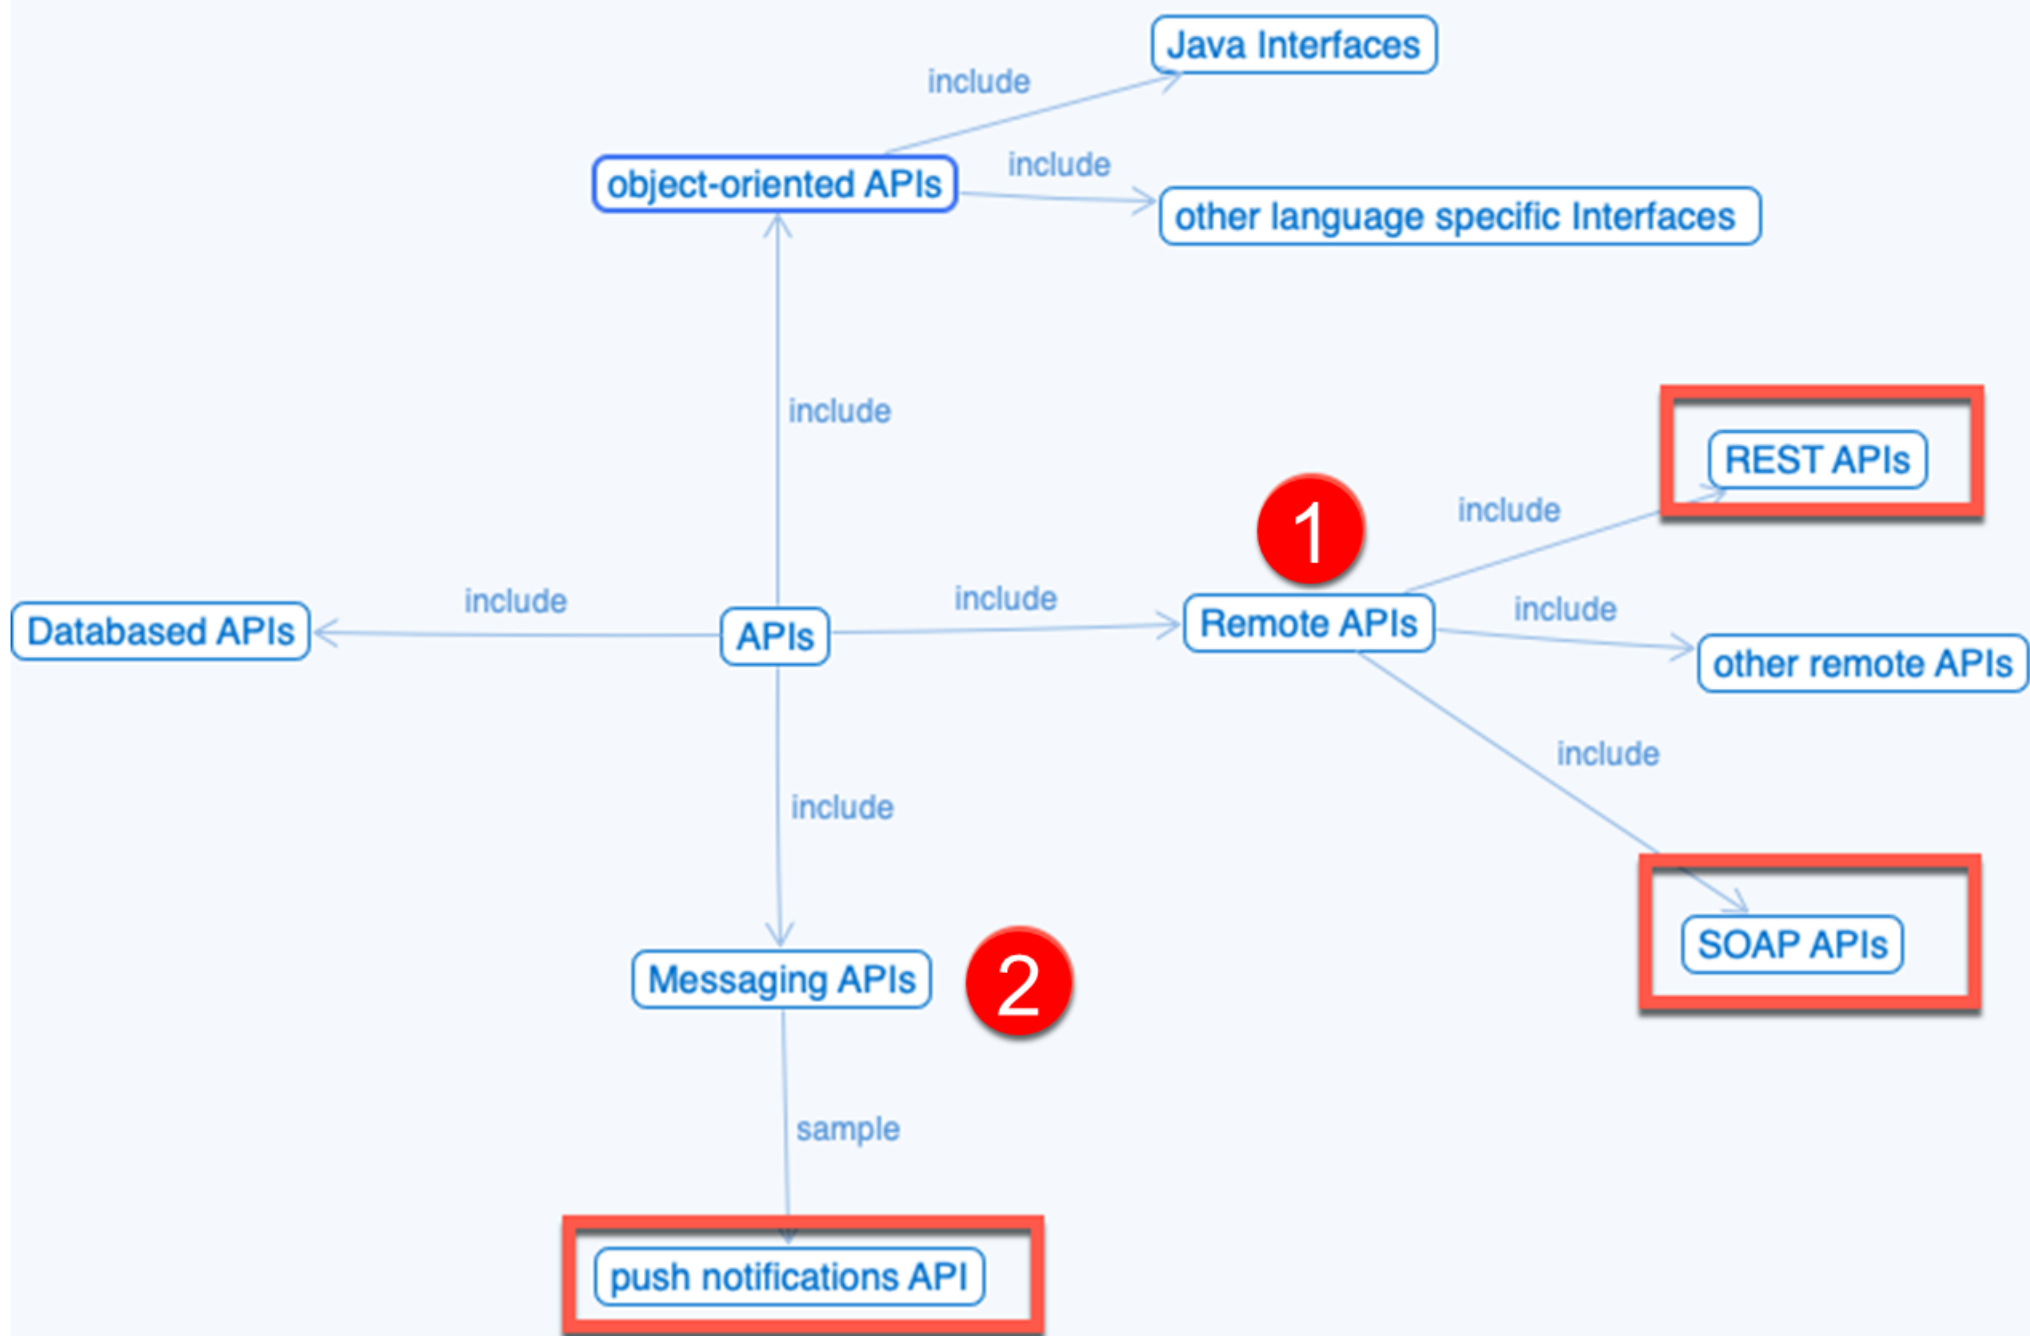 Java Interfaces
include
include
object-oriented APIs
other language specific Interfaces
include
REST APIs
1
include
include
include
include
Databased APIs
APIs
Remote APIs
other remote APIs
include
include
SOAP APIs
Messaging APIs
2
sample
push notifications API